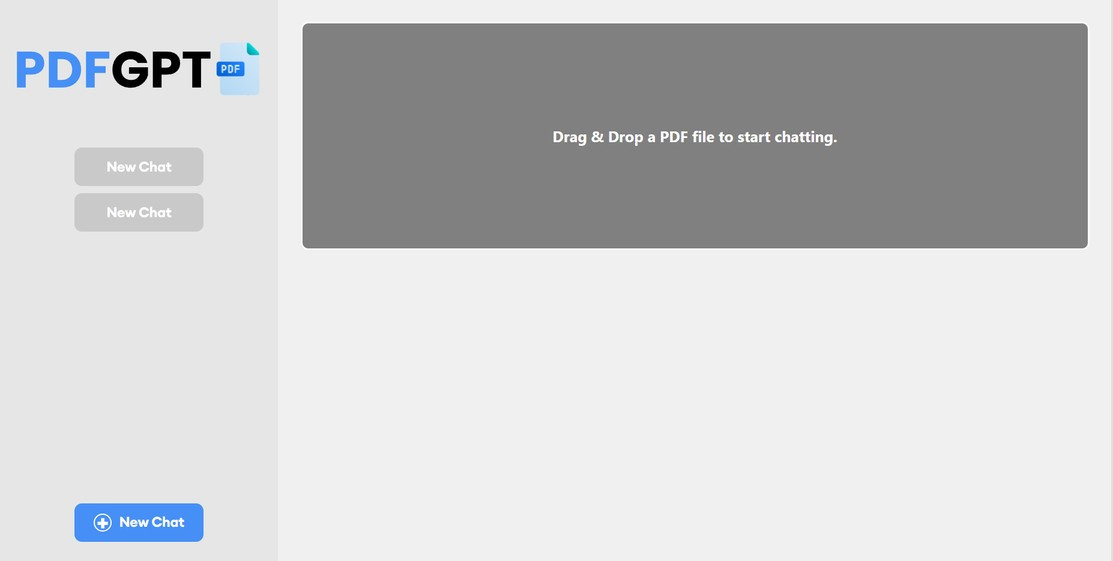 PDFGPT
PDF
New Chat
New Chat
New Chat
Drag & Drop a PDF file to start chatting.